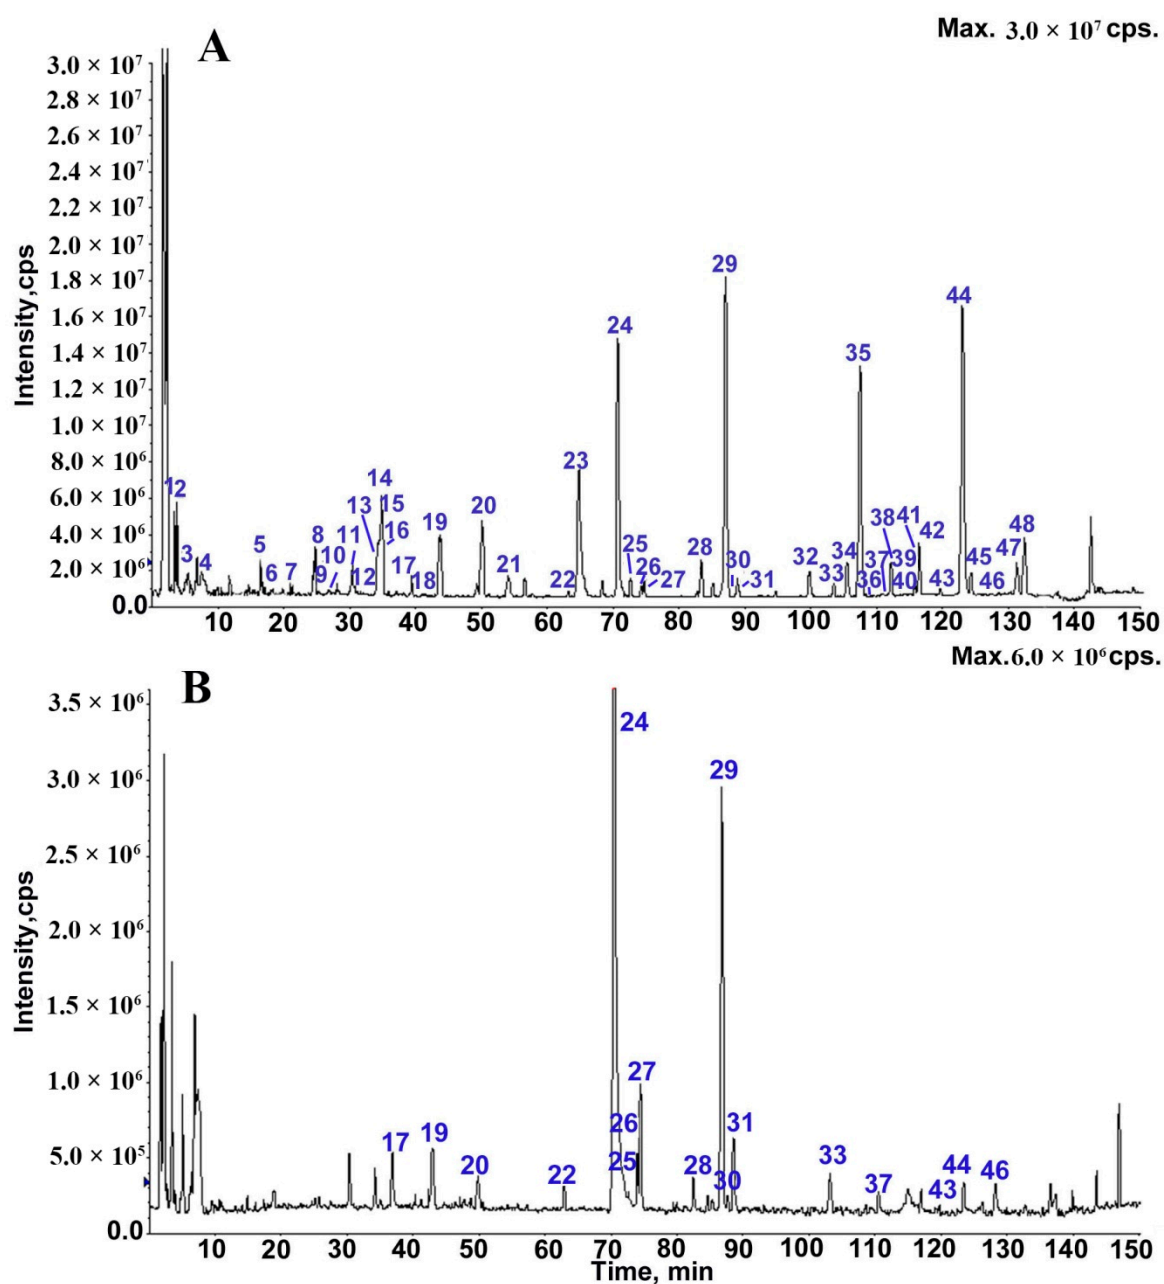 Max. 3.0 × 10⁷ cps.
A
3.0 × 10⁷
2.8 × 10⁷
2.6 × 10⁷
2.4 × 10⁷
2.2 × 10⁷
2.0 × 10⁷
1.8 × 10⁷
1.6 × 10⁷
1.4 × 10⁷
1.2 × 10⁷
1.0 × 10⁷
8.0 × 10⁶
6.0 × 10⁶
4.0 × 10⁶
2.0 × 10⁶
0.0
Intensity,cps
1 2 3 4 5 6 7 8 9 10 11 12 13 14 15 16 17 18 19 20 21 22 23 24 25 26 27 28 29 30 31 32 33 34 35 36 37 38 39 40 41 42 43 44 45 46 47 48
12
10 20 30 40 50 60 70 80 90 100 110 120 130 140 150
Max.6.0 × 10⁶cps.
B
3.5 × 10⁶
3.0 × 10⁶
2.5 × 10⁶
2.0 × 10⁶
1.5 × 10⁶
1.0 × 10⁶
5.0 × 10⁵
0.0
Intensity,cps
17 19 20 22 24 25 26 27 28 29 30 31 33 37 43 44 46
10 20 30 40 50 60 70 80 90 100 110 120 130 140 150
Time, min